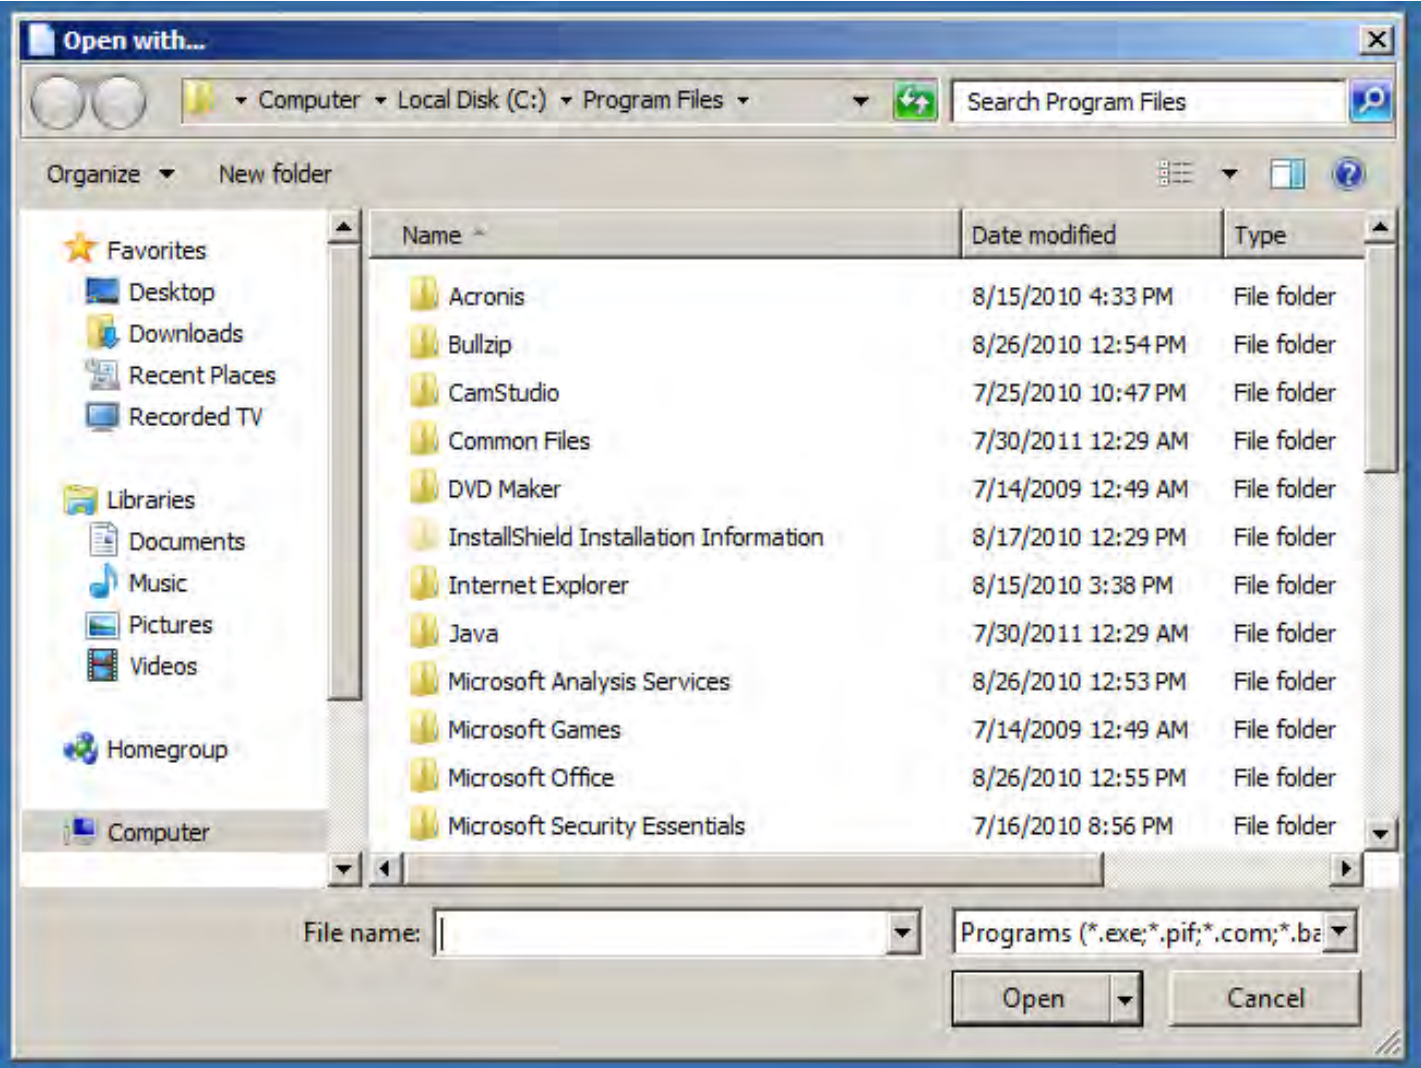 Open with...
Computer Local Disk (C:) Program Files
Search Program Files
Organize New folder
Favorites
Desktop
Downloads
Recent Places
Recorded TV
Libraries
Documents
Music
Pictures
Videos
Homegroup
Computer
Name Date modified Type
Acronis 8/15/2010 4:33 PM File folder
Bullzip 8/26/2010 12:54 PM File folder
CamStudio 7/25/2010 10:47 PM File folder
Common Files 7/30/2011 12:29 AM File folder
DVD Maker 7/14/2009 12:49 AM File folder
InstallShield Installation Information 8/17/2010 12:29 PM File folder
Internet Explorer 8/15/2010 3:38 PM File folder
Java 7/30/2011 12:29 AM File folder
Microsoft Analysis Services 8/26/2010 12:53 PM File folder
Microsoft Games 7/14/2009 12:49 AM File folder
Microsoft Office 8/26/2010 12:55 PM File folder
Microsoft Security Essentials 7/16/2010 8:56 PM File folder
File name: Programs (*.exe;*.pif;*.com;*.ba
Open Cancel